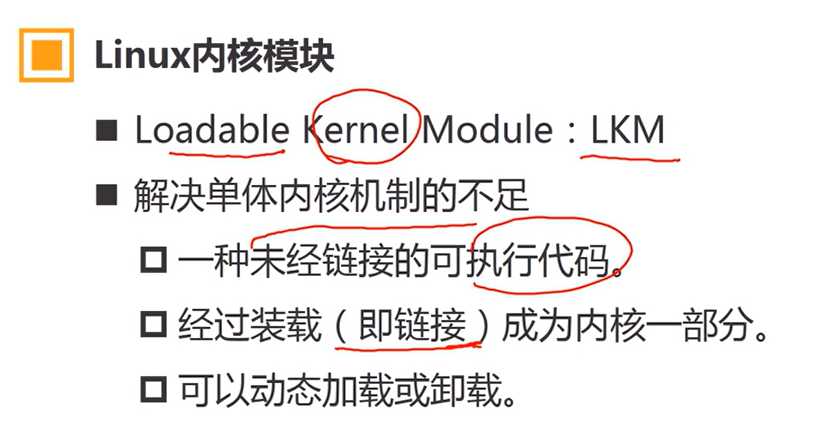 Linux内核模块
■ Loadable Kernel Module：LKM
■ 解决单体内核机制的不足
□ 一种未经链接的可执行代码。
□ 经过装载（即链接）成为内核一部分。
□ 可以动态加载或卸载。